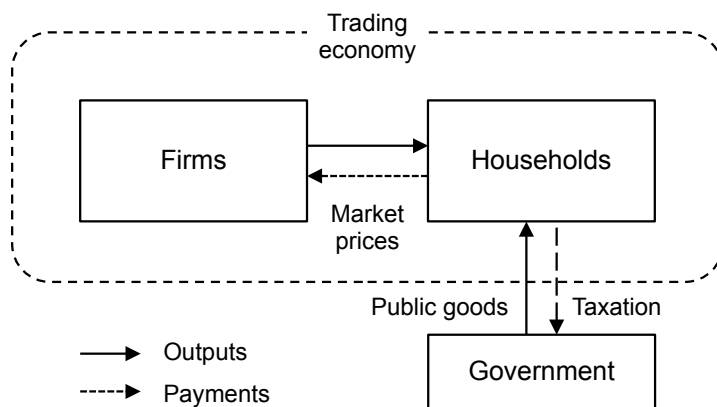 Trading
economy
Firms
Households
Market
prices
Public goods
Taxation
Outputs
Government
Payments